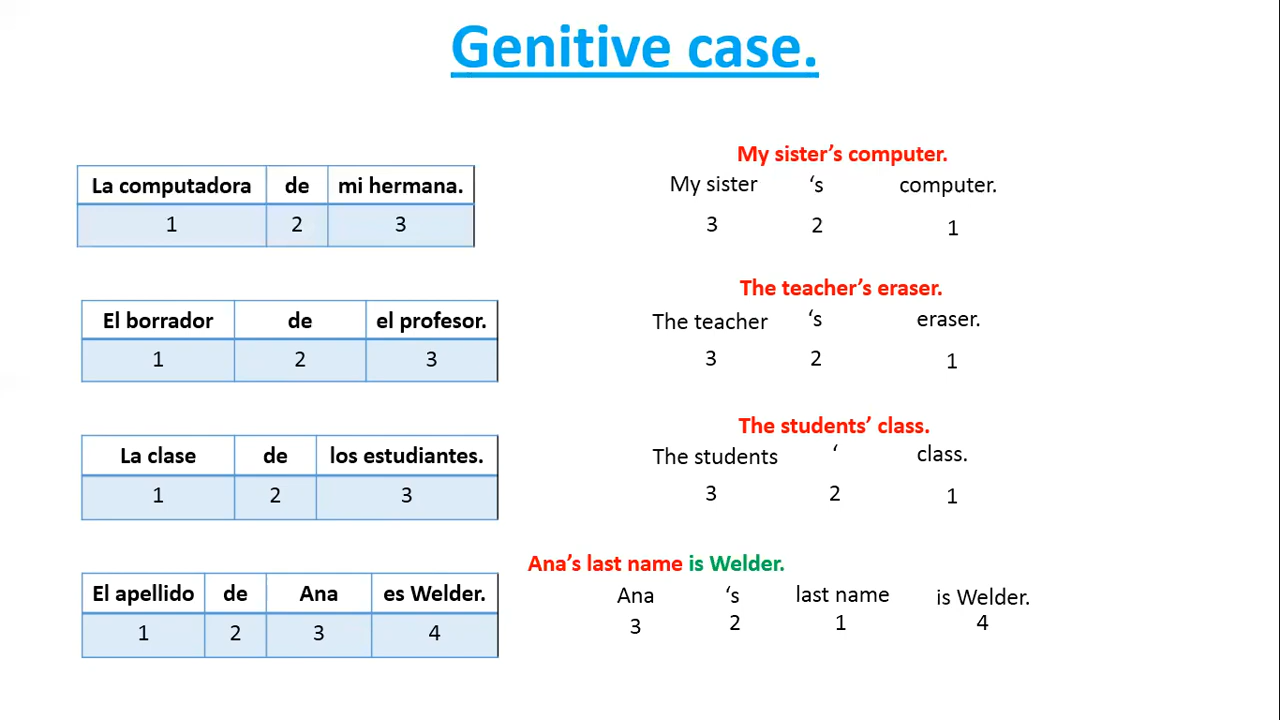 Genitive case.
La computadora de mi hermana.
1 2 3
My sister’s computer.
My sister ‘s computer.
3 2 1
El borrador de el profesor.
1 2 3
The teacher’s eraser.
The teacher ‘s eraser.
3 2 1
La clase de los estudiantes.
1 2 3
The students’ class.
The students ‘ class.
3 2 1
El apellido de Ana es Welder.
1 2 3 4
Ana’s last name is Welder.
Ana ‘s last name is Welder.
3 2 1 4